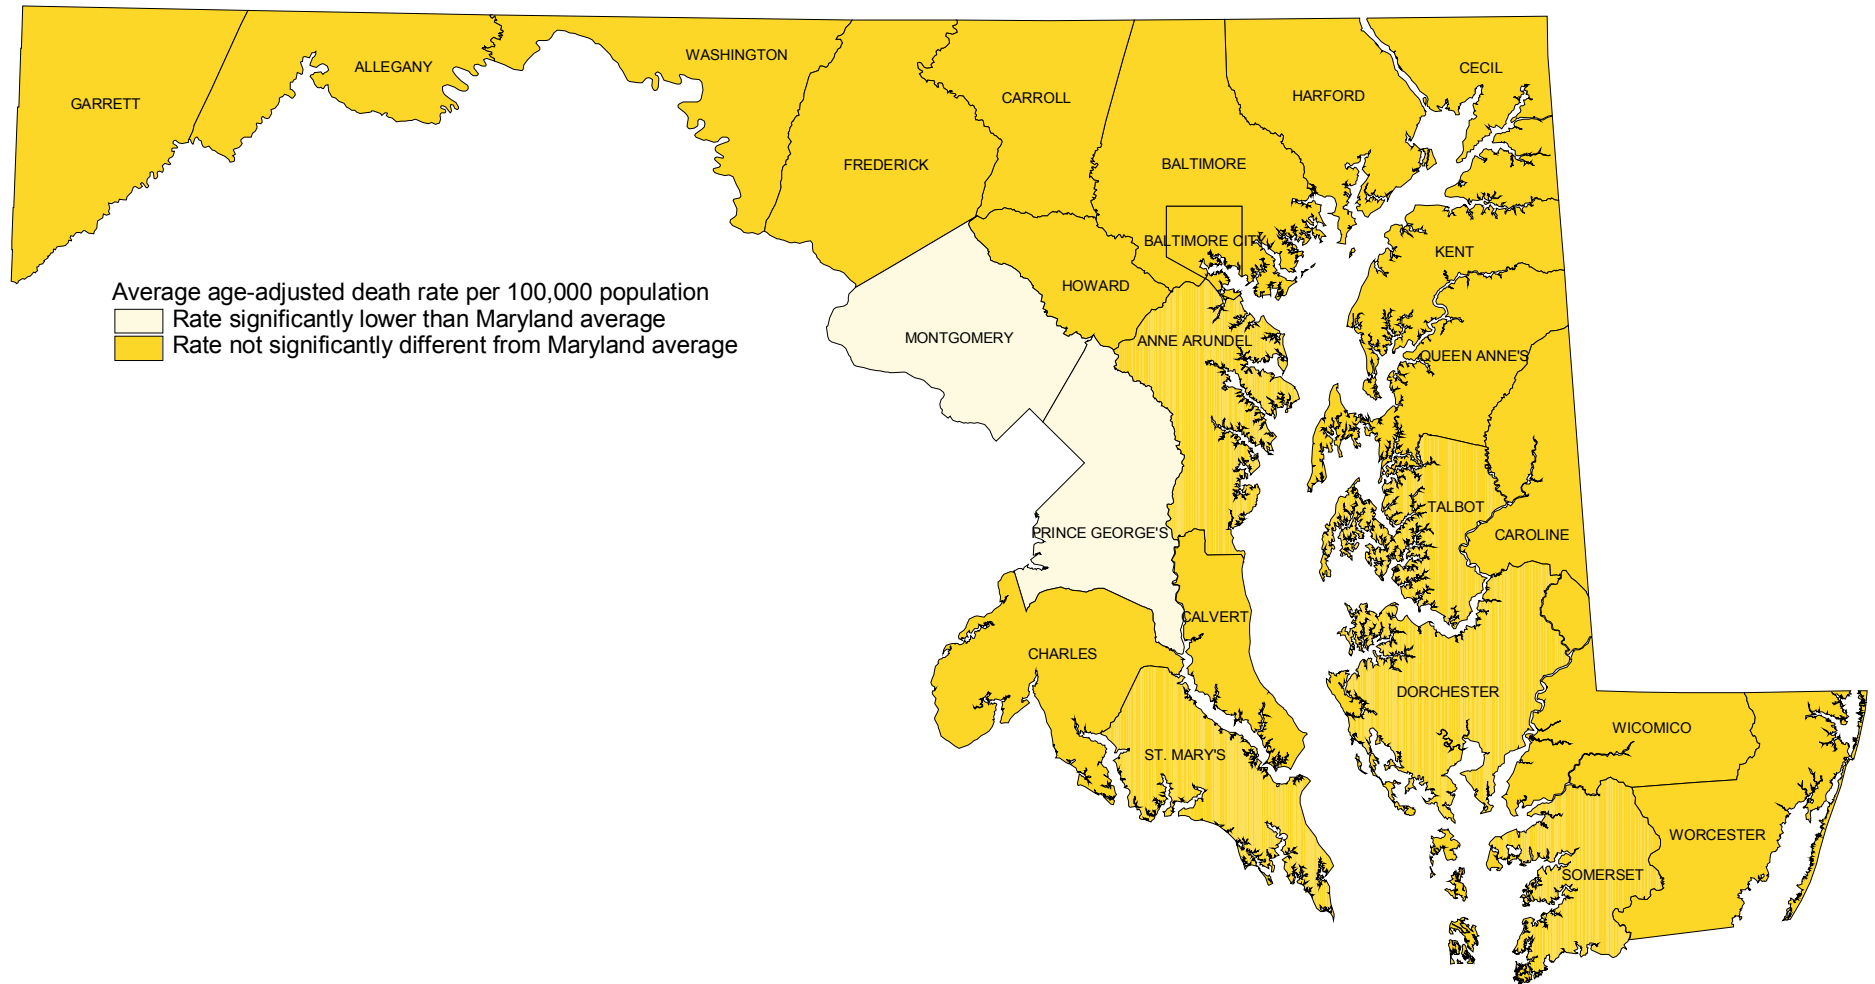 WASHINGTON
ALLEGANY
CECIL
GARRETT
CARROLL
HARFORD
FREDERICK
BALTIMORE
BALTIMORE CITY
KENT
HOWARD
Average age-adjusted death rate per 100,000 population
Rate significantly lower than Maryland average
Rate not significantly different from Maryland average
MONTGOMERY
ANNE ARUNDEL
QUEEN ANNE'S
TALBOT
PRINCE GEORGE'S
CAROLINE
CALVERT
CHARLES
DORCHESTER
WICOMICO
ST. MARY'S
WORCESTER
SOMERSET